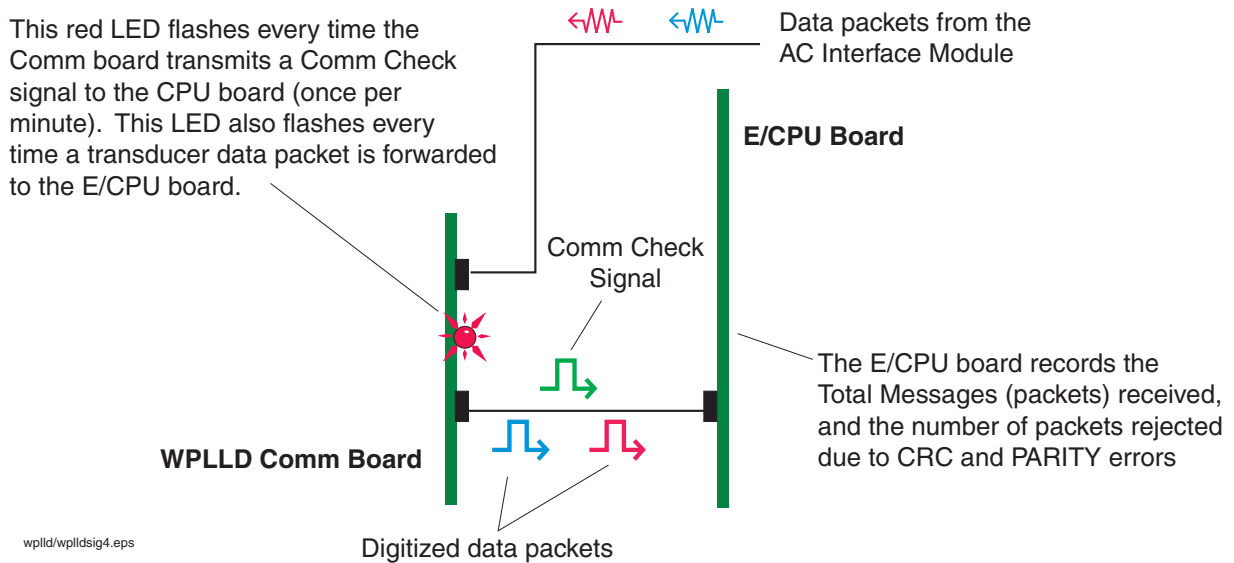 This red LED flashes every time the
Comm board transmits a Comm Check
signal to the CPU board (once per
minute). This LED also flashes every
time a transducer data packet is forwarded
to the E/CPU board.
Data packets from the
AC Interface Module
E/CPU Board
Comm Check
Signal
The E/CPU board records the
Total Messages (packets) received,
and the number of packets rejected
due to CRC and PARITY errors
WPLLD Comm Board
Digitized data packets
wplld/wplldsig4.eps